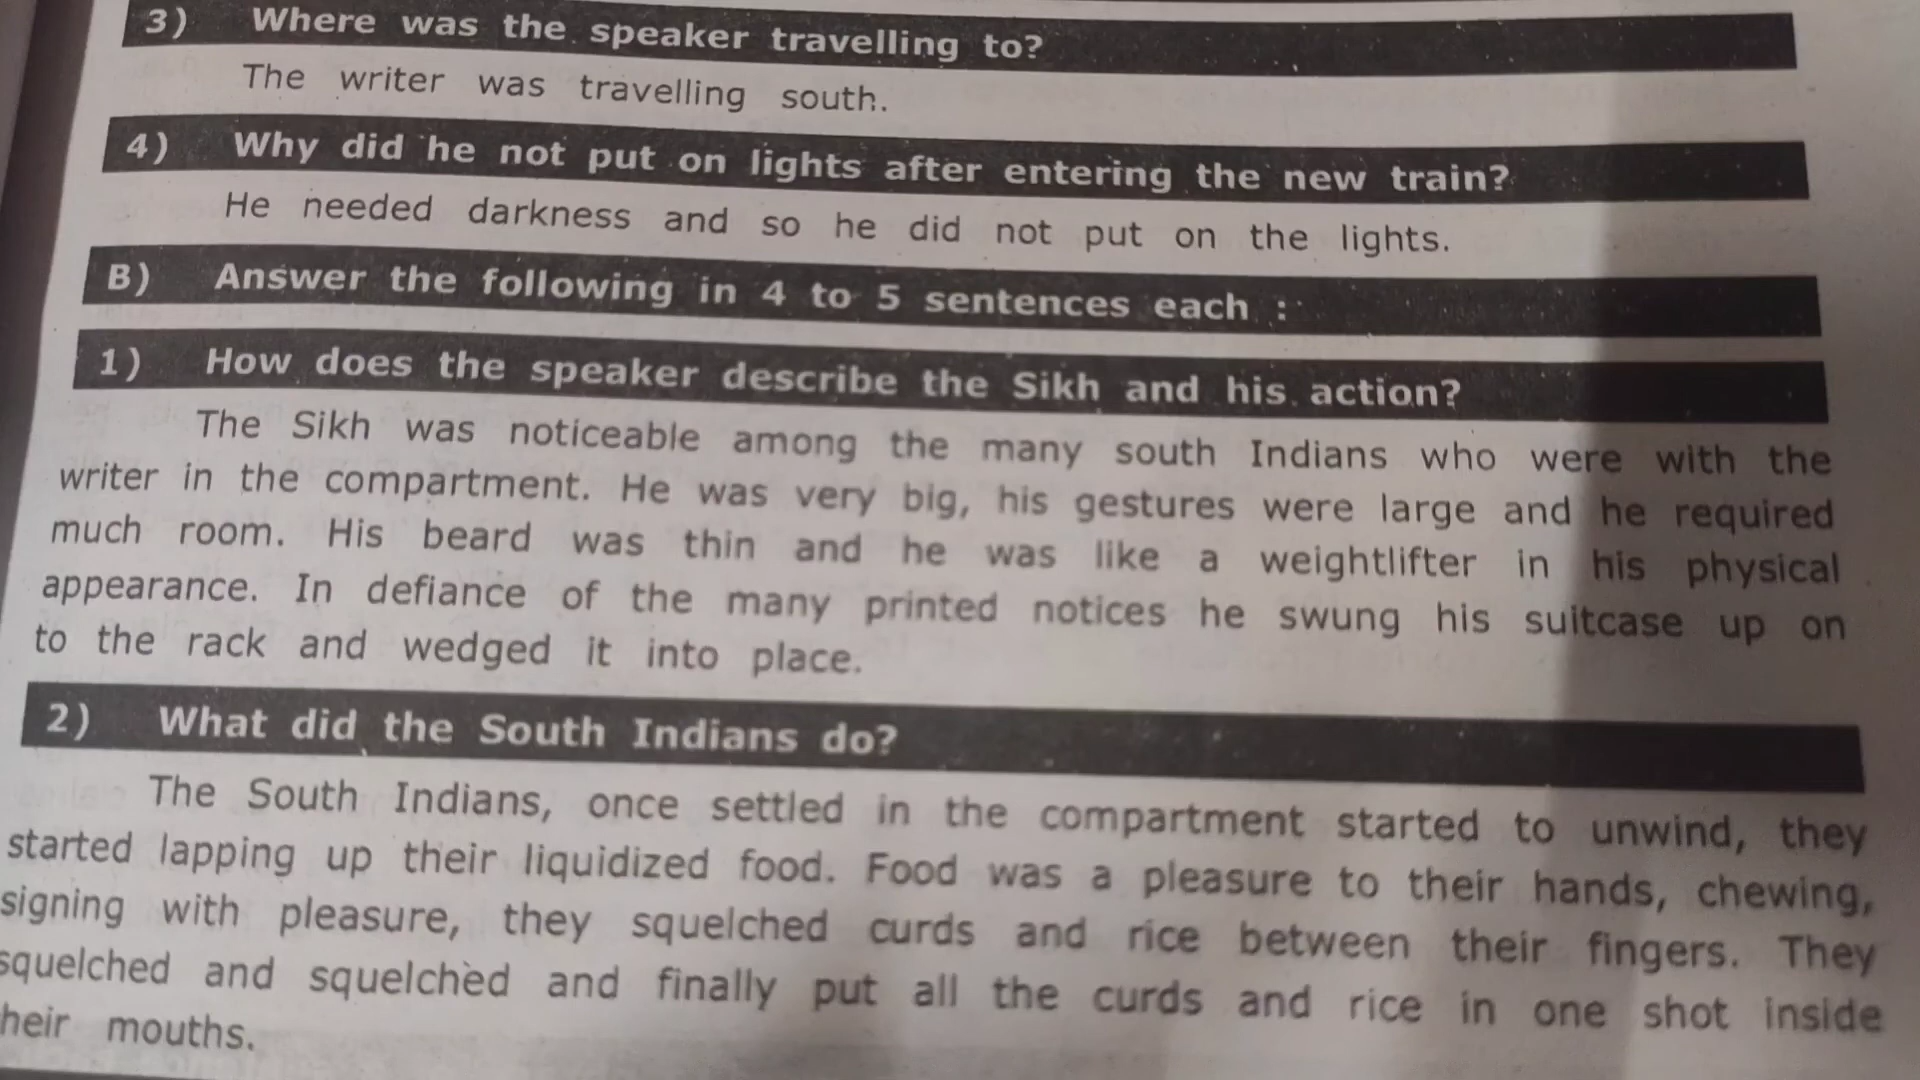 3) Where was the speaker travelling to?
The writer was travelling south.
4) Why did he not put on lights after entering the new train?
He needed darkness and so he did not put on the lights.
B) Answer the following in 4 to 5 sentences each :
1) How does the speaker describe the Sikh and his action?
The Sikh was noticeable among the many south Indians who were with the
writer in the compartment. He was very big, his gestures were large and he required
much room. His beard was thin and he was like a weightlifter in his physical
appearance. In defiance of the many printed notices he swung his suitcase up on
to the rack and wedged it into place.
2) What did the South Indians do?
The South Indians, once settled in the compartment started to unwind, they
started lapping up their liquidized food. Food was a pleasure to their hands, chewing,
signing with pleasure, they squelched curds and rice between their fingers. They
squelched and squelched and finally put all the curds and rice in one shot inside
heir mouths.